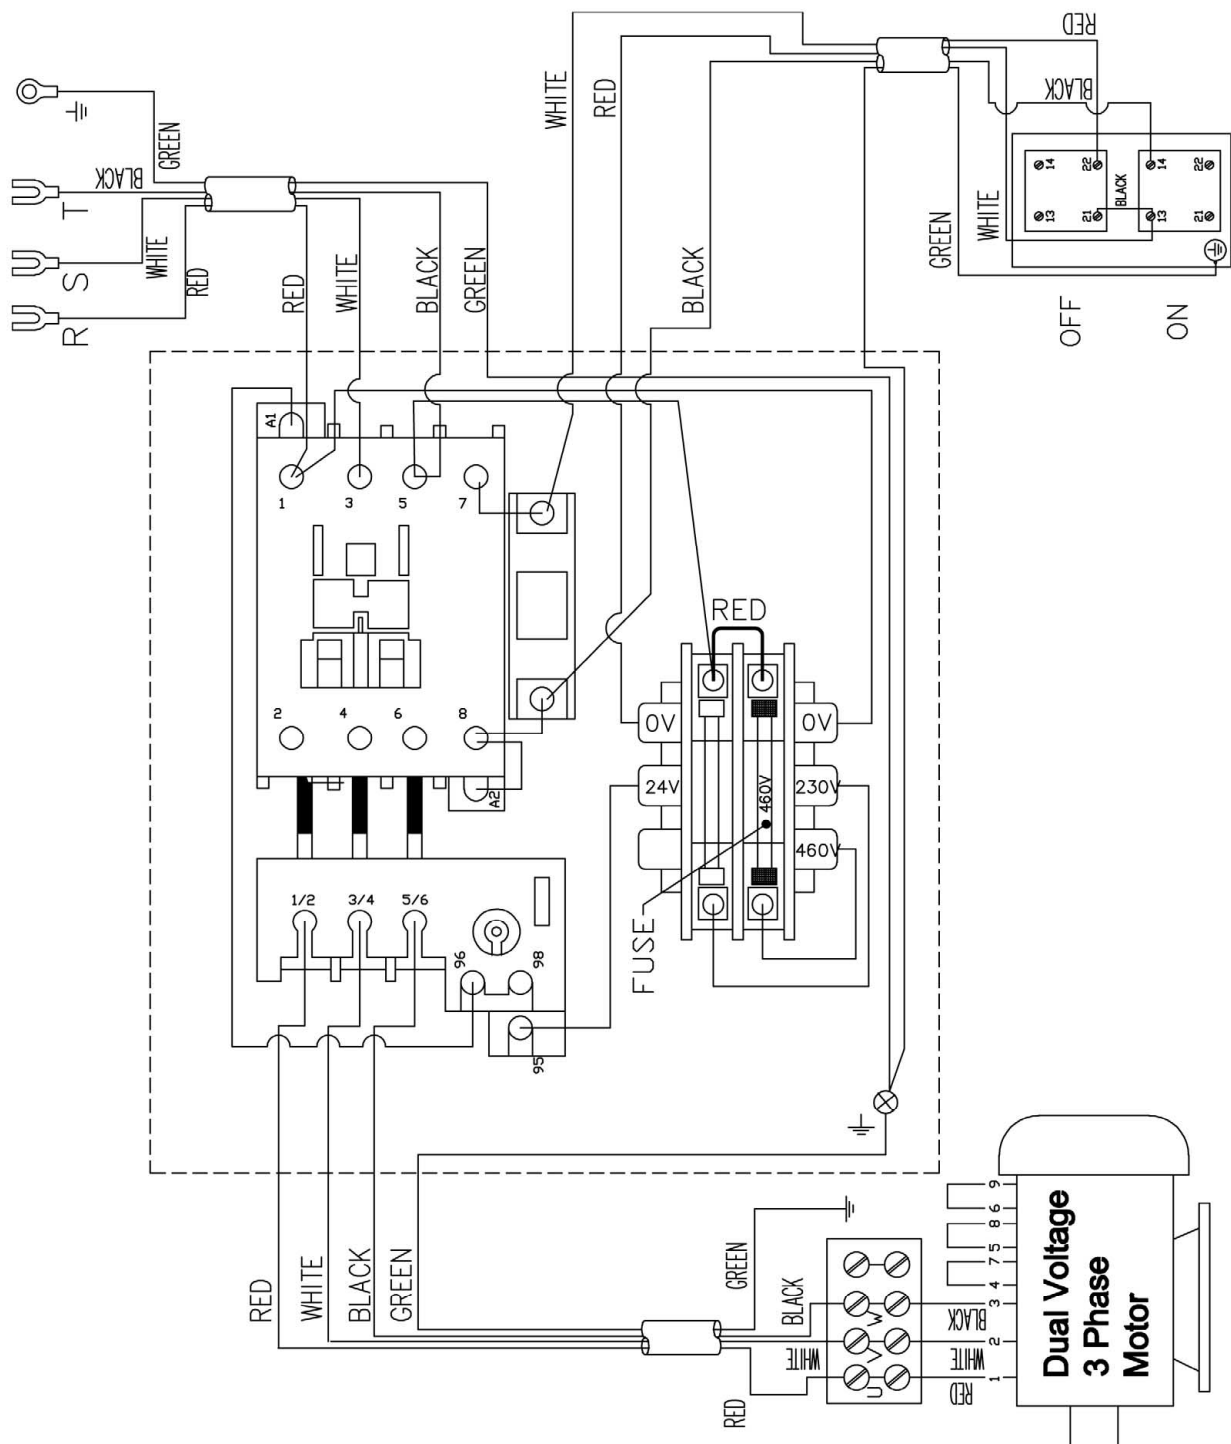 WHITE
RED
RED
BLACK
BLACK
GREEN
T
S
R
WHITE
RED
RED
WHITE
BLACK
GREEN
BLACK
GREEN
WHITE
14
22
13
21
BLACK
14
22
13
21
OFF
ON
A1
1
3
5
7
2
4
6
8
A2
RED
0V
24V
0V
230V
460V
460V
FUSE
1/2
3/4
5/6
96
98
95
RED
WHITE
BLACK
GREEN
GREEN
BLACK
WHITE
RED
W
V
U
BLACK
WHITE
RED
9
6
8
5
7
4
3
2
1
Dual Voltage
3 Phase
Motor